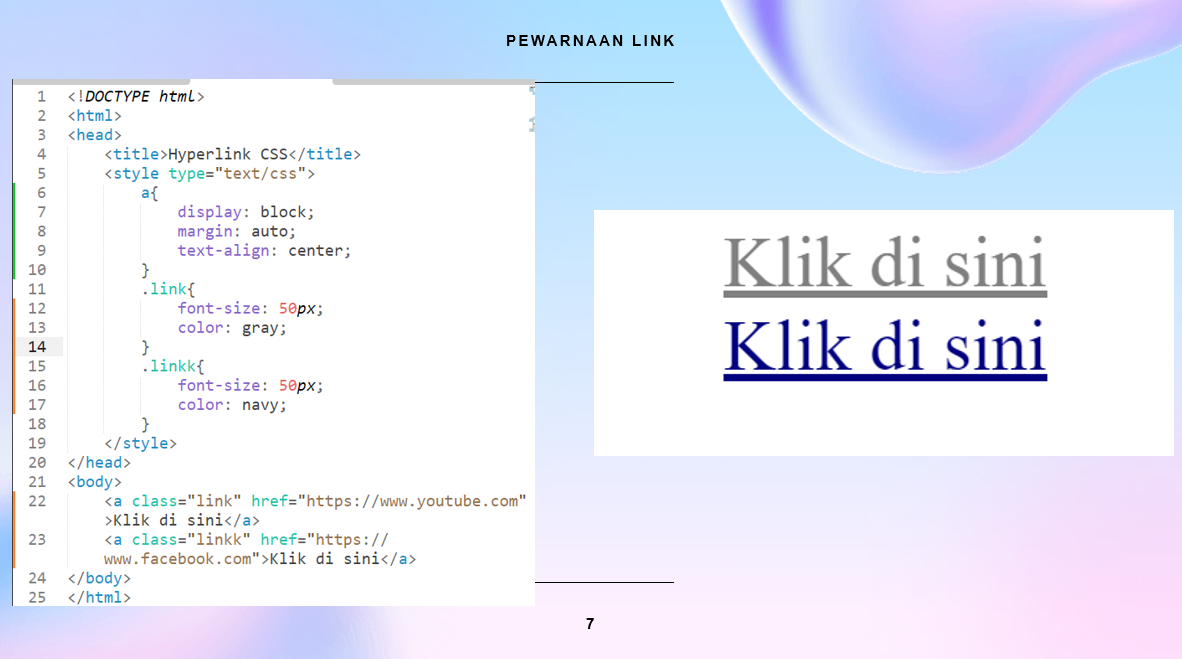 PEWARNAAN LINK
1 <!DOCTYPE html>
2 <html>
3 <head>
4 <title>Hyperlink CSS</title>
5 <style type="text/css">
6 a{
7 display: block;
8 margin: auto;
9 text-align: center;
10 }
11 .link{
12 font-size: 50px;
13 color: gray;
14 }
15 .linkk{
16 font-size: 50px;
17 color: navy;
18 }
19 </style>
20 </head>
21 <body>
22 <a class="link" href="https://www.youtube.com"
>Klik di sini</a>
23 <a class="linkk" href="https://
www.facebook.com">Klik di sini</a>
24 </body>
25 </html>
Klik di sini
Klik di sini
7